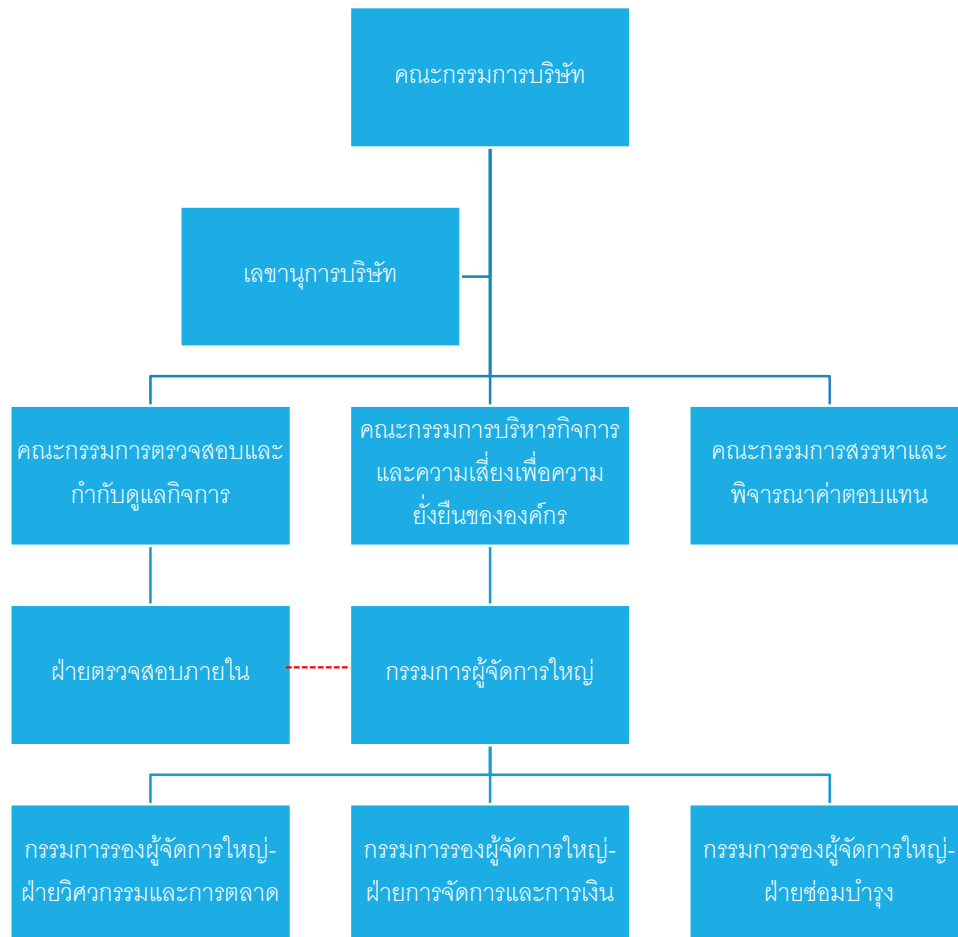 คณะกรรมการบริษัท
เลขานุการบริษัท
คณะกรรมการตรวจสอบและ
กำกับดูแลกิจการ
คณะกรรมการบริหารกิจการ
และความเสี่ยงเพื่อความ
ยั่งยืนขององค์กร
คณะกรรมการสรรหาและ
พิจารณาค่าตอบแทน
ฝ่ายตรวจสอบภายใน
กรรมการผู้จัดการใหญ่
กรรมการรองผู้จัดการใหญ่-
ฝ่ายวิศวกรรมและการตลาด
กรรมการรองผู้จัดการใหญ่-
ฝ่ายการจัดการและการเงิน
กรรมการรองผู้จัดการใหญ่-
ฝ่ายซ่อมบำรุง